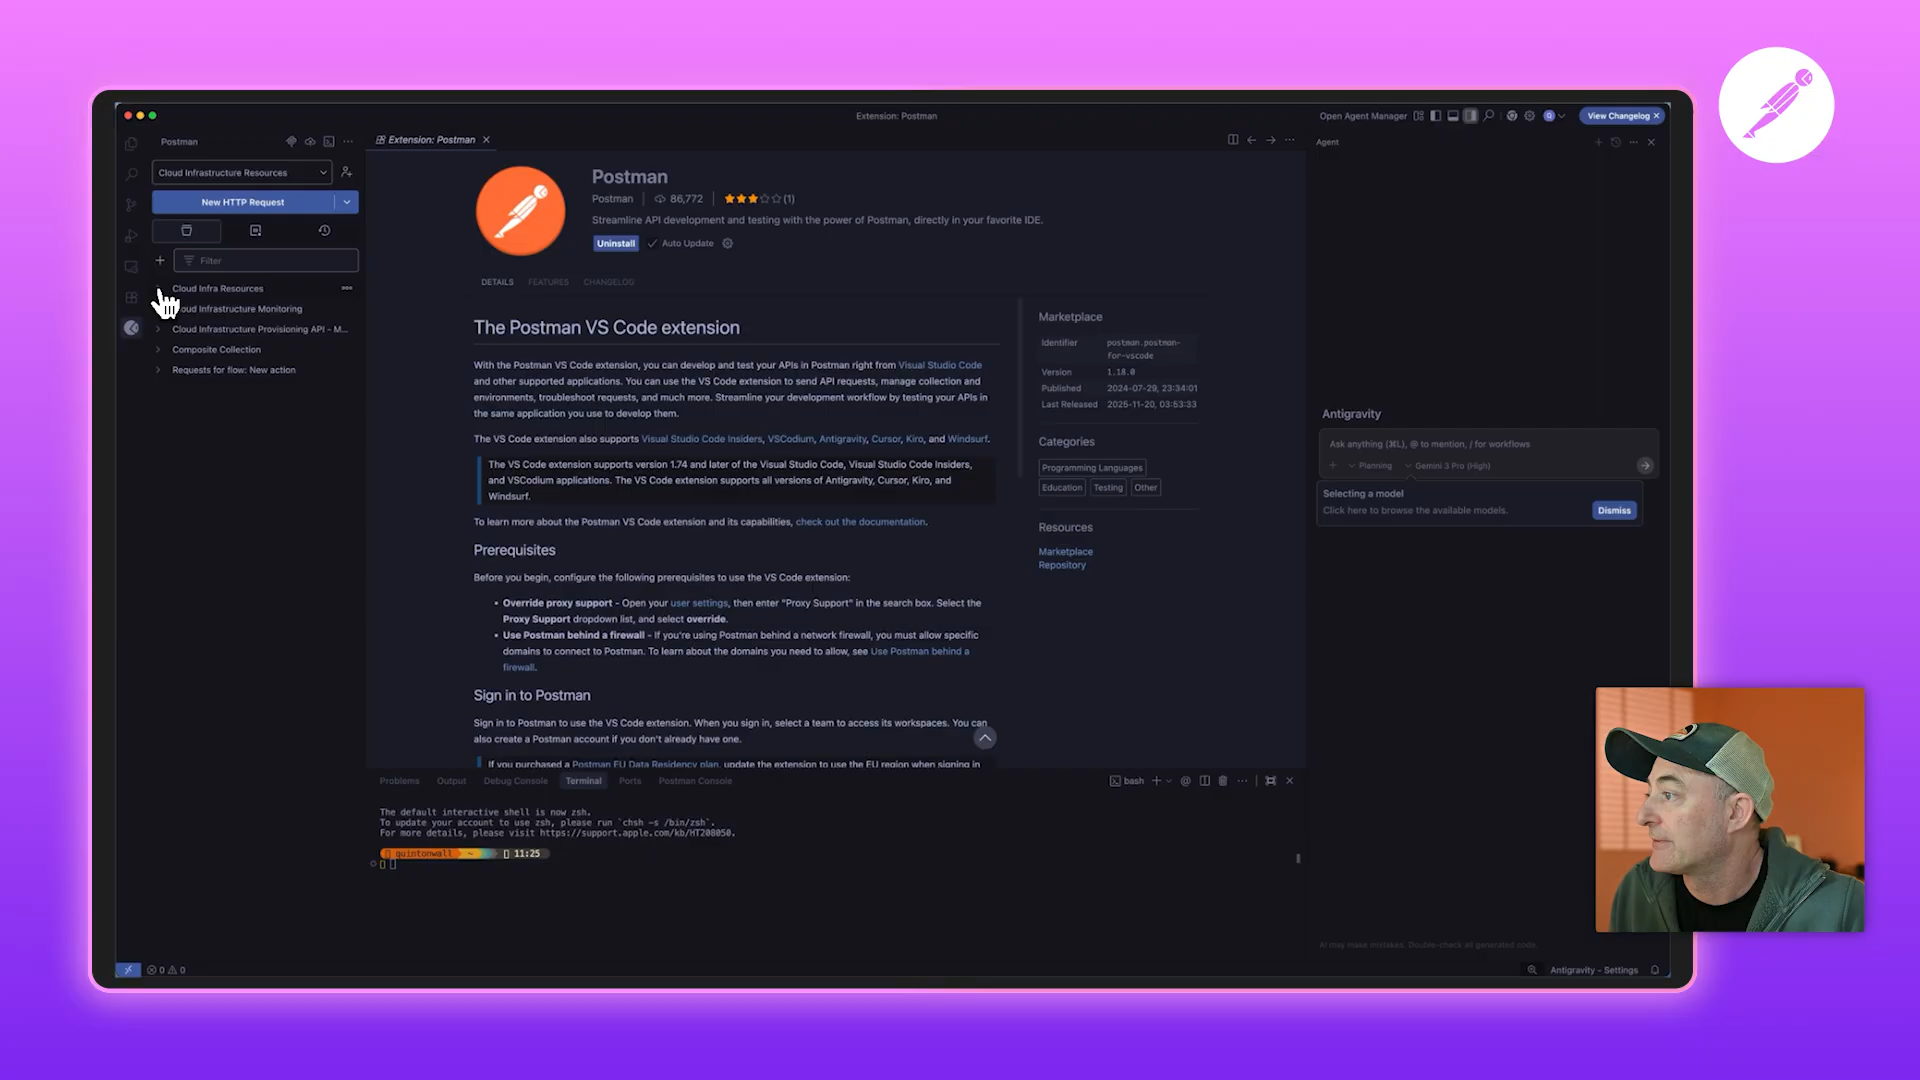 Extension: Postman
Open Agent Manager
View Changelog
Postman
Extension: Postman
Agent
Cloud Infrastructure Resources
New HTTP Request
Filter
Cloud Infra Resources
oud Infrastructure Monitoring
Cloud Infrastructure Provisioning API - M...
Composite Collection
Requests for flow: New action
Postman
Postman 86,772 (1)
Streamline API development and testing with the power of Postman, directly in your favorite IDE.
Uninstall Auto Update
DETAILS FEATURES CHANGELOG
The Postman VS Code extension
With the Postman VS Code extension, you can develop and test your APIs in Postman right from Visual Studio Code
and other supported applications. You can use the VS Code extension to send API requests, manage collection and
environments, troubleshoot requests, and much more. Streamline your development workflow by testing your APIs in
the same application you use to develop them.
The VS Code extension also supports Visual Studio Code Insiders, VSCodium, Antigravity, Cursor, Kiro, and Windsurf.
The VS Code extension supports version 1.74 and later of the Visual Studio Code, Visual Studio Code Insiders,
and VSCodium applications. The VS Code extension supports all versions of Antigravity, Cursor, Kiro, and
Windsurf.
To learn more about the Postman VS Code extension and its capabilities, check out the documentation.
Prerequisites
Before you begin, configure the following prerequisites to use the VS Code extension:
• Override proxy support - Open your user settings, then enter "Proxy Support" in the search box. Select the
Proxy Support dropdown list, and select override.
• Use Postman behind a firewall - If you're using Postman behind a network firewall, you must allow specific
domains to connect to Postman. To learn about the domains you need to allow, see Use Postman behind a
firewall.
Sign in to Postman
Sign in to Postman to use the VS Code extension. When you sign in, select a team to access its workspaces. You can
also create a Postman account if you don't already have one.
If you purchased a Postman EU Data Residency plan, update the extension to use the EU region when signing in
Marketplace
Identifier postman.postman-
for-vscode
Version 1.18.0
Published 2024-07-29, 23:34:01
Last Released 2025-11-20, 03:53:33
Categories
Programming Languages
Education Testing Other
Resources
Marketplace
Repository
Antigravity
Ask anything (⌘L), @ to mention, / for workflows
Planning Gemini 3 Pro (High)
Selecting a model
Click here to browse the available models.
Dismiss
Problems Output Debug Console Terminal Ports Postman Console
bash
The default interactive shell is now zsh.
To update your account to use zsh, please run `chsh -s /bin/zsh`.
For more details, please visit https://support.apple.com/kb/HT208050.
quintonwall ~ 11:25
AI may make mistakes. Double-check all generated code.
0 0
Antigravity - Settings